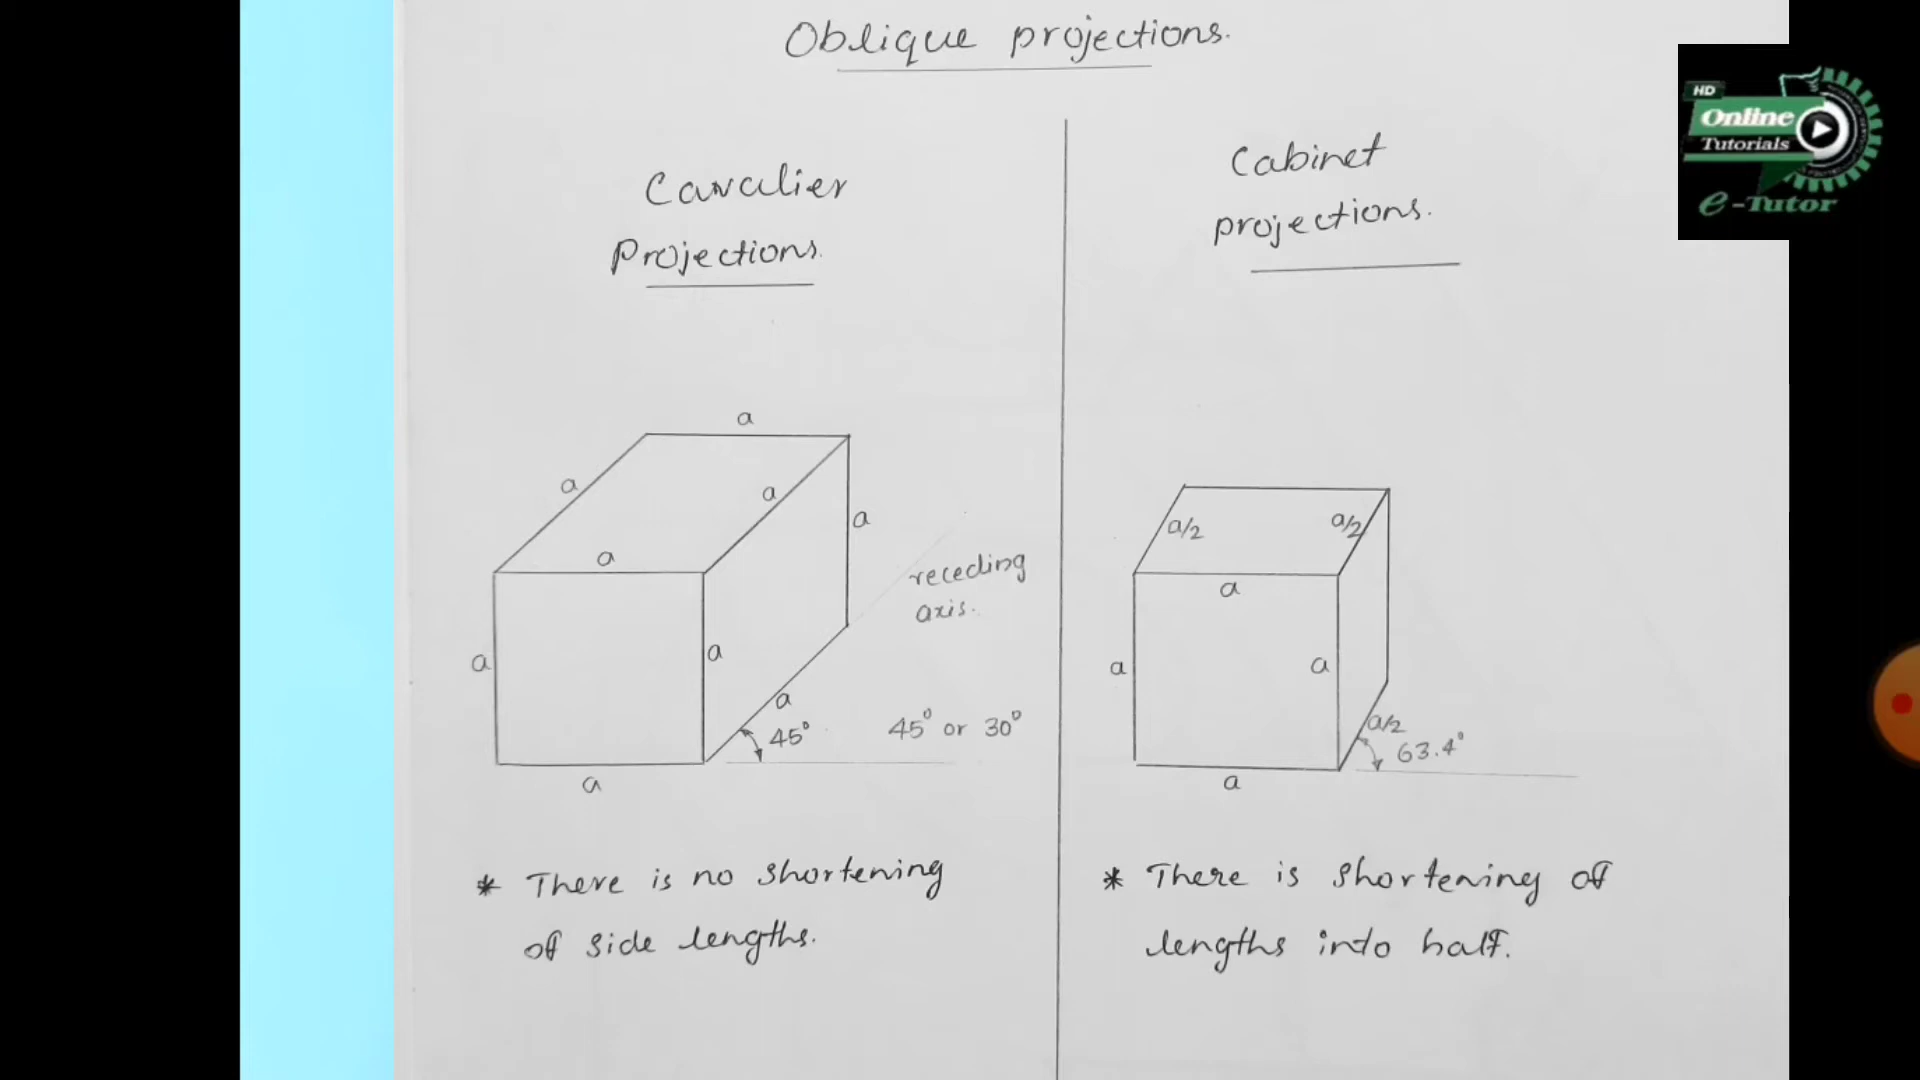 Oblique projections.
Cavalier
Projections.
a
a
a
a
a
a
a
a
a
45°
receding
axis.
45° or 30°
* There is no shortening
of side lengths.
Cabinet
projections.
a/2
a/2
a
a
a
a/2
63.4°
a
* There is shortening of
lengths into half.
HD
Online
Tutorials
e-Tutor